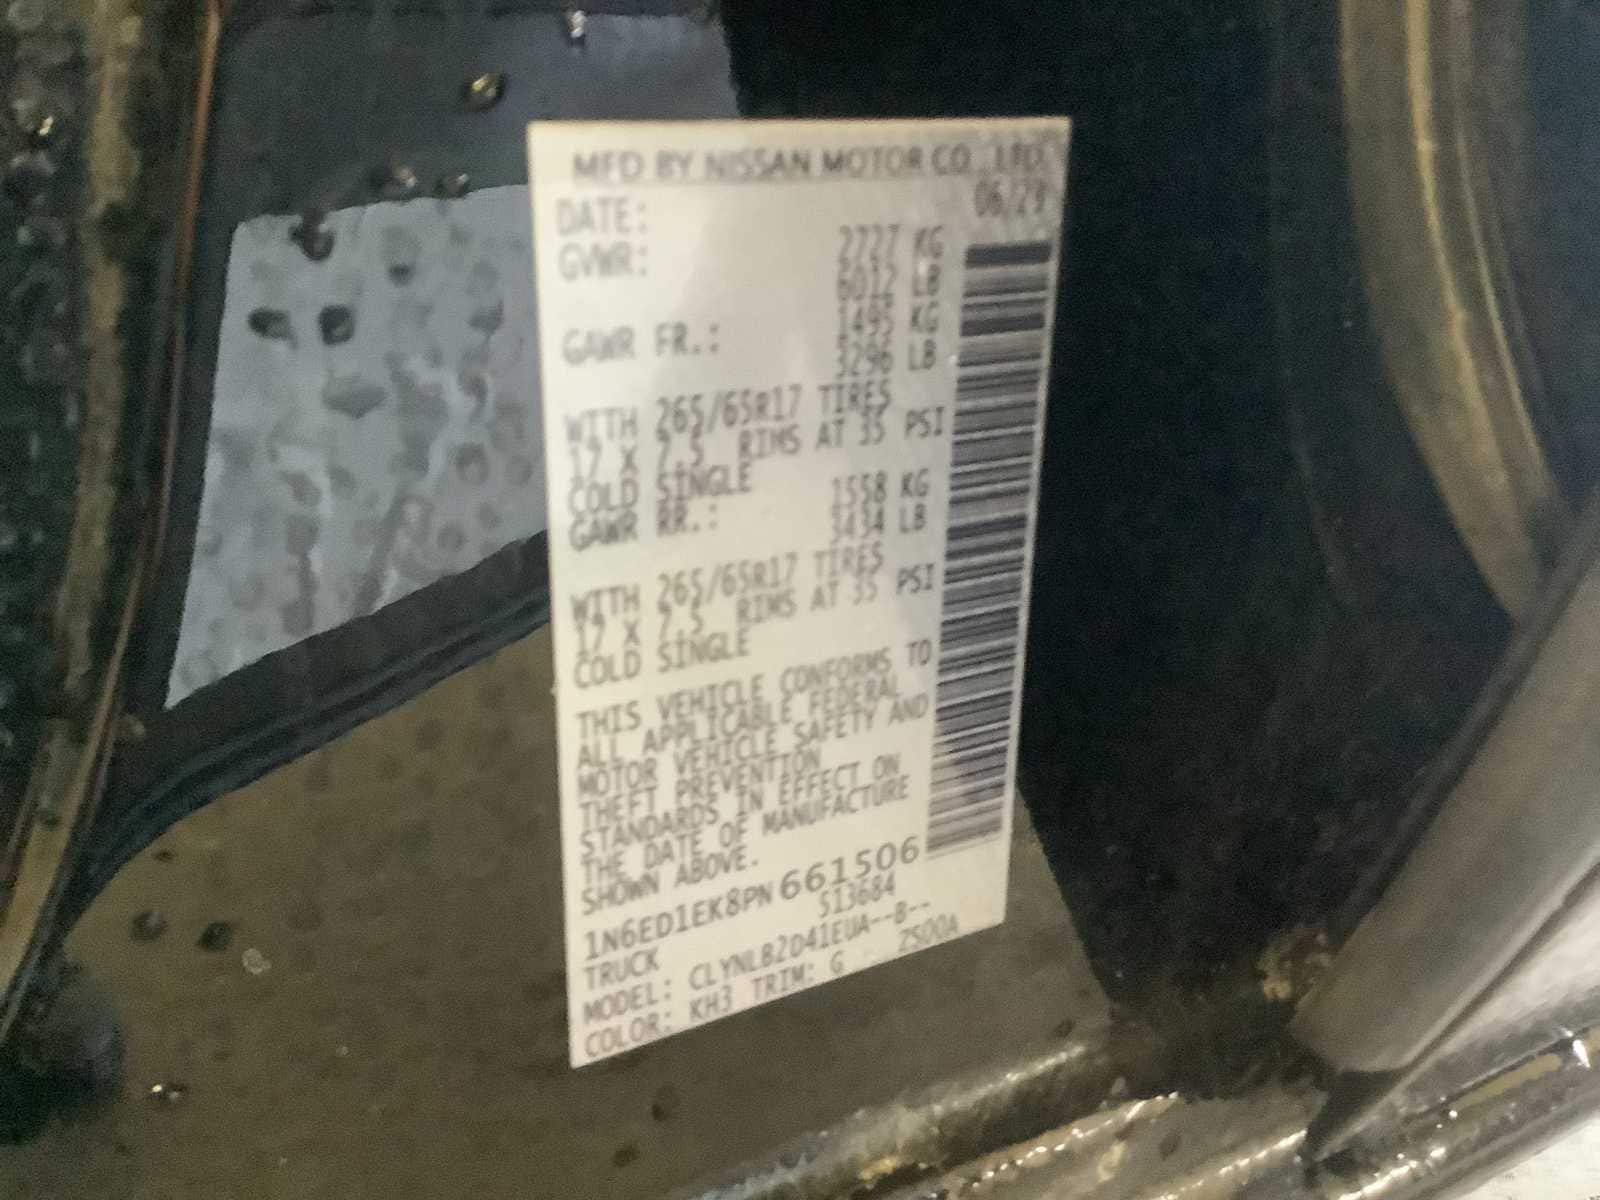 MFD BY NISSAN MOTOR CO., LTD.
DATE: 06/29
GVWR: 2727 KG
6012 LB
GAWR FR.: 1495 KG
3296 LB
WITH 265/65R17 TIRES
17 X 7.5 RIMS AT 35 PSI
COLD SINGLE
GAWR RR.: 1558 KG
3434 LB
WITH 265/65R17 TIRES
17 X 7.5 RIMS AT 35 PSI
COLD SINGLE
THIS VEHICLE CONFORMS TO
ALL APPLICABLE FEDERAL
MOTOR VEHICLE SAFETY AND
THEFT PREVENTION
STANDARDS IN EFFECT ON
THE DATE OF MANUFACTURE
SHOWN ABOVE.
1N6ED1EK8PN661506
TRUCK 513684
MODEL: CLYNLB2D41EUA--B--
COLOR: KH3 TRIM: G ZS00A